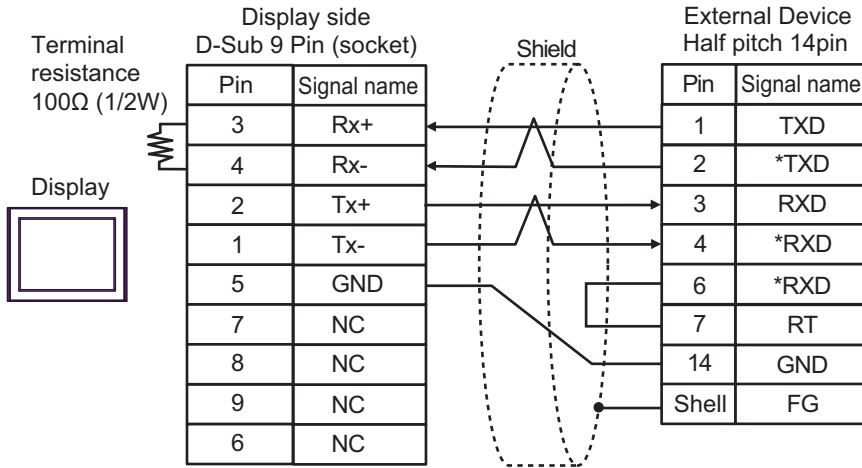 Display side
D-Sub 9 Pin (socket)
External Device
Half pitch 14pin
Terminal
resistance
100Ω (1/2W)
Shield
Display
Pin Signal name
3 Rx+
4 Rx-
2 Tx+
1 Tx-
5 GND
7 NC
8 NC
9 NC
6 NC
Pin Signal name
1 TXD
2 *TXD
3 RXD
4 *RXD
6 *RXD
7 RT
14 GND
Shell FG